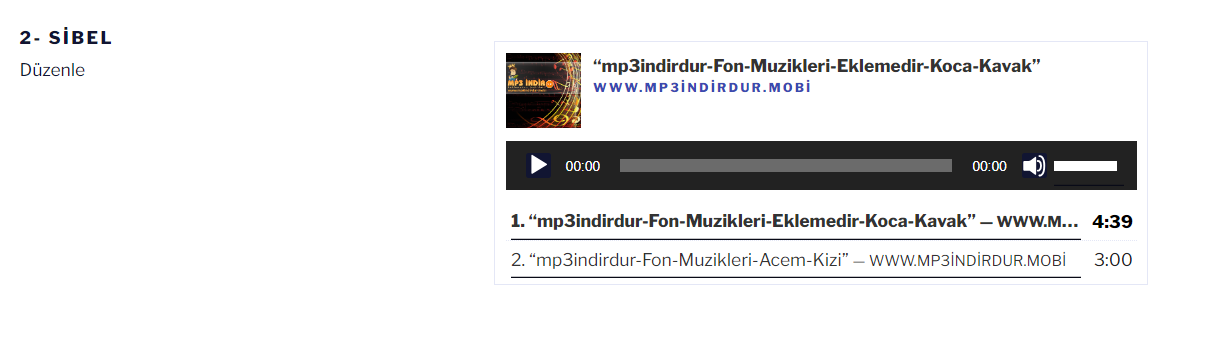 2- SİBEL
Düzenle
MP3 İNDİR
“mp3indirdur-Fon-Muzikleri-Eklemedir-Koca-Kavak”
WWW.MP3İNDİRDUR.MOBİ
00:00 00:00
1. “mp3indirdur-Fon-Muzikleri-Eklemedir-Koca-Kavak” — WWW.M... 4:39
2. “mp3indirdur-Fon-Muzikleri-Acem-Kizi” — WWW.MP3İNDİRDUR.MOBİ 3:00